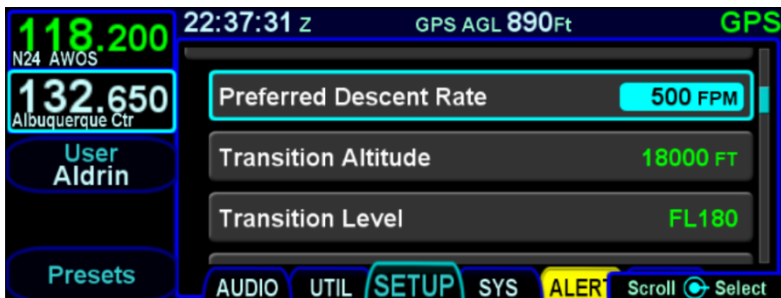 118.200
N24 AWOS
132.650
Albuquerque Ctr
User
Aldrin
Presets
22:37:31 Z GPS AGL 890Ft GPS
Preferred Descent Rate 500 FPM
Transition Altitude 18000 FT
Transition Level FL180
AUDIO UTIL SETUP SYS ALERT Scroll Select